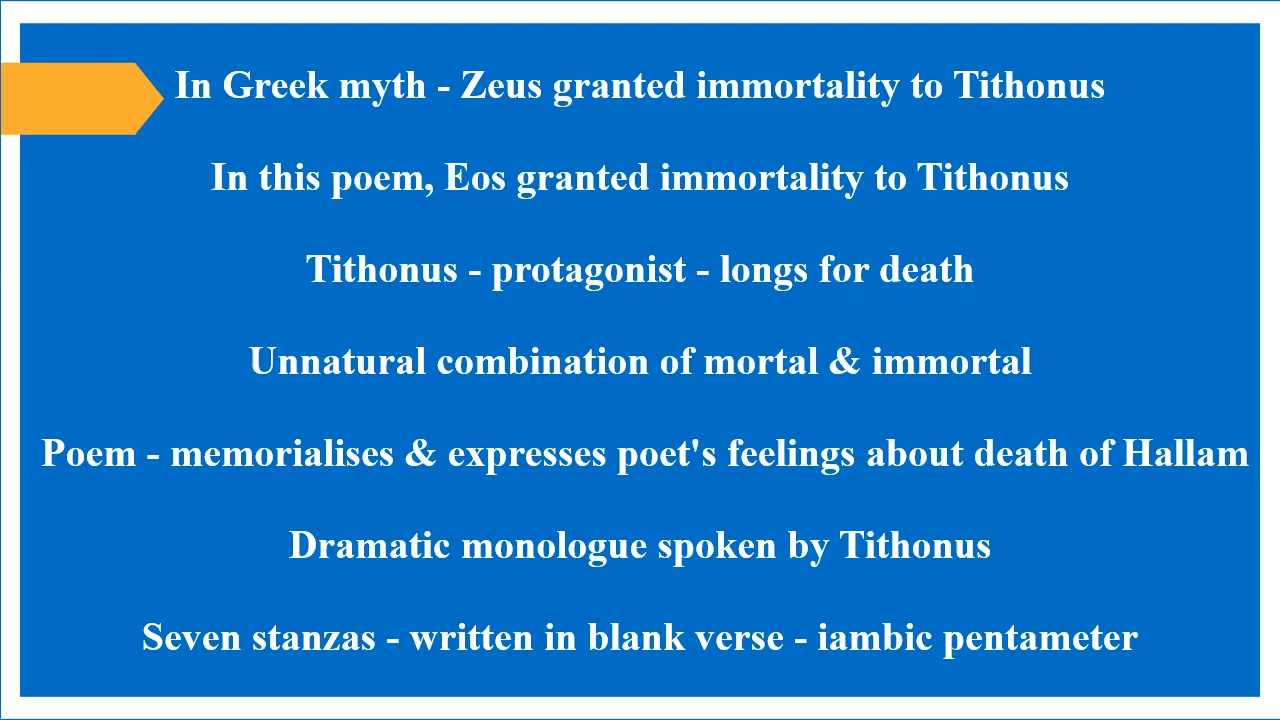 In Greek myth - Zeus granted immortality to Tithonus
In this poem, Eos granted immortality to Tithonus
Tithonus - protagonist - longs for death
Unnatural combination of mortal & immortal
Poem - memorialises & expresses poet's feelings about death of Hallam
Dramatic monologue spoken by Tithonus
Seven stanzas - written in blank verse - iambic pentameter